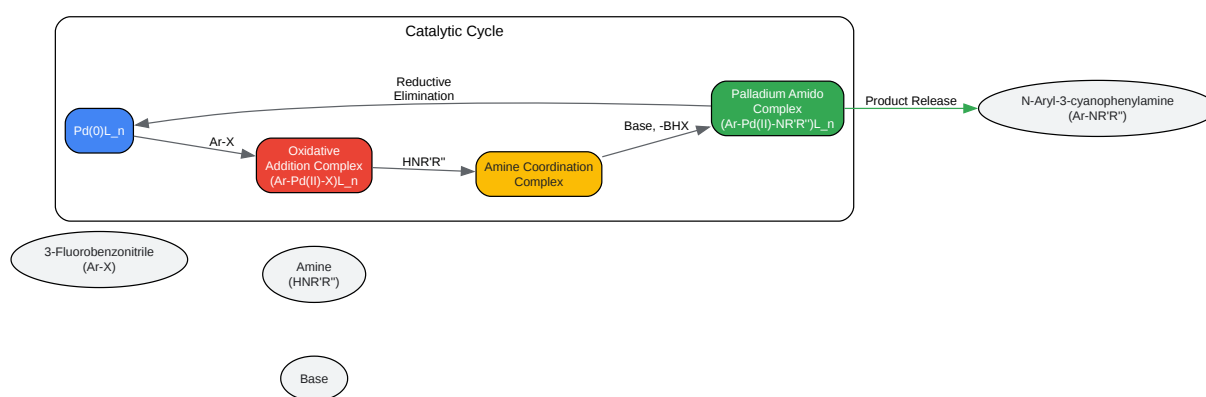 Catalytic Cycle
Reductive
Elimination
Pd(0)L_n
Ar-X
Oxidative
Addition Complex
(Ar-Pd(II)-X)L_n
HNR'R"
Amine Coordination
Complex
Base, -BHX
Palladium Amido
Complex
(Ar-Pd(II)-NR'R")L_n
Product Release
N-Aryl-3-cyanophenylamine
(Ar-NR'R")
3-Fluorobenzonitrile
(Ar-X)
Amine
(HNR'R")
Base